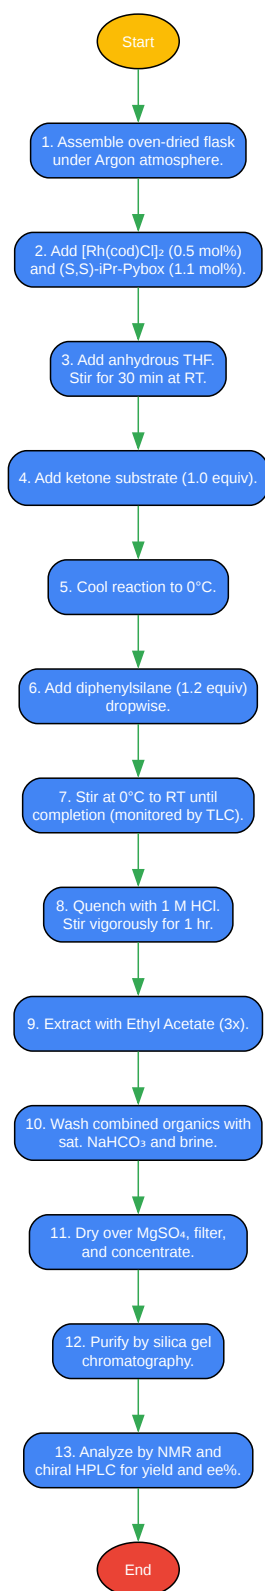 Start
1. Assemble oven-dried flask
under Argon atmosphere.
2. Add [Rh(cod)Cl]₂ (0.5 mol%)
and (S,S)-iPr-Pybox (1.1 mol%).
3. Add anhydrous THF.
Stir for 30 min at RT.
4. Add ketone substrate (1.0 equiv).
5. Cool reaction to 0°C.
6. Add diphenylsilane (1.2 equiv)
dropwise.
7. Stir at 0°C to RT until
completion (monitored by TLC).
8. Quench with 1 M HCl.
Stir vigorously for 1 hr.
9. Extract with Ethyl Acetate (3x).
10. Wash combined organics with
sat. NaHCO₃ and brine.
11. Dry over MgSO₄, filter,
and concentrate.
12. Purify by silica gel
chromatography.
13. Analyze by NMR and
chiral HPLC for yield and ee%.
End